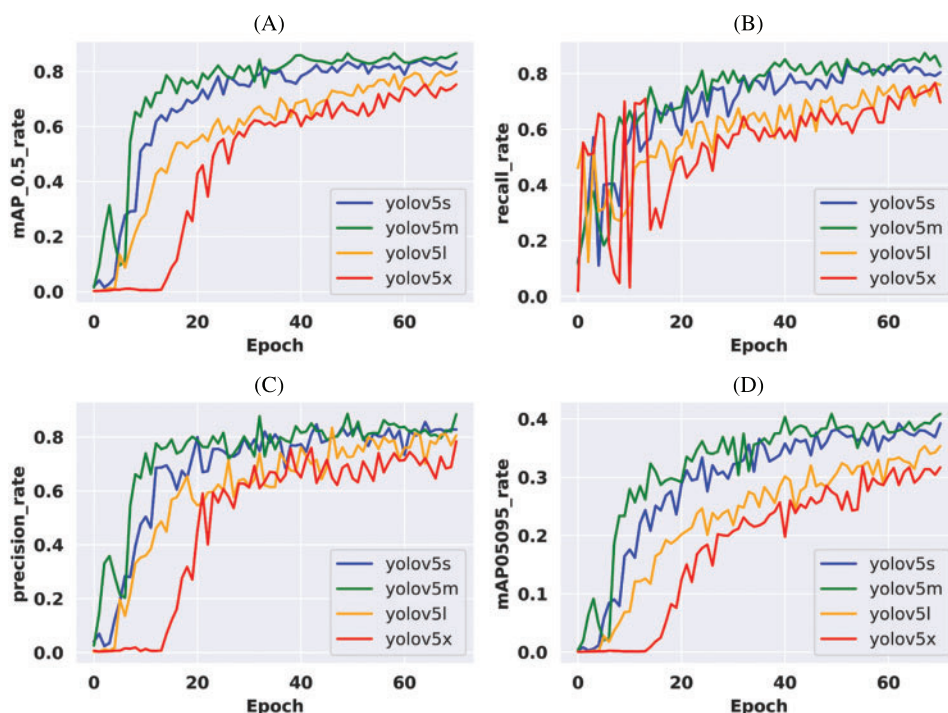 (A)
mAP_0.5_rate
0.8
0.6
0.4
0.2
0.0
0
20
40
60
Epoch
yolov5s
yolov5m
yolov5l
yolov5x
(B)
recall_rate
0.8
0.6
0.4
0.2
0.0
0
20
40
60
Epoch
yolov5s
yolov5m
yolov5l
yolov5x
(C)
precision_rate
0.8
0.6
0.4
0.2
0.0
0
20
40
60
Epoch
yolov5s
yolov5m
yolov5l
yolov5x
(D)
mAP05095_rate
0.4
0.3
0.2
0.1
0.0
0
20
40
60
Epoch
yolov5s
yolov5m
yolov5l
yolov5x